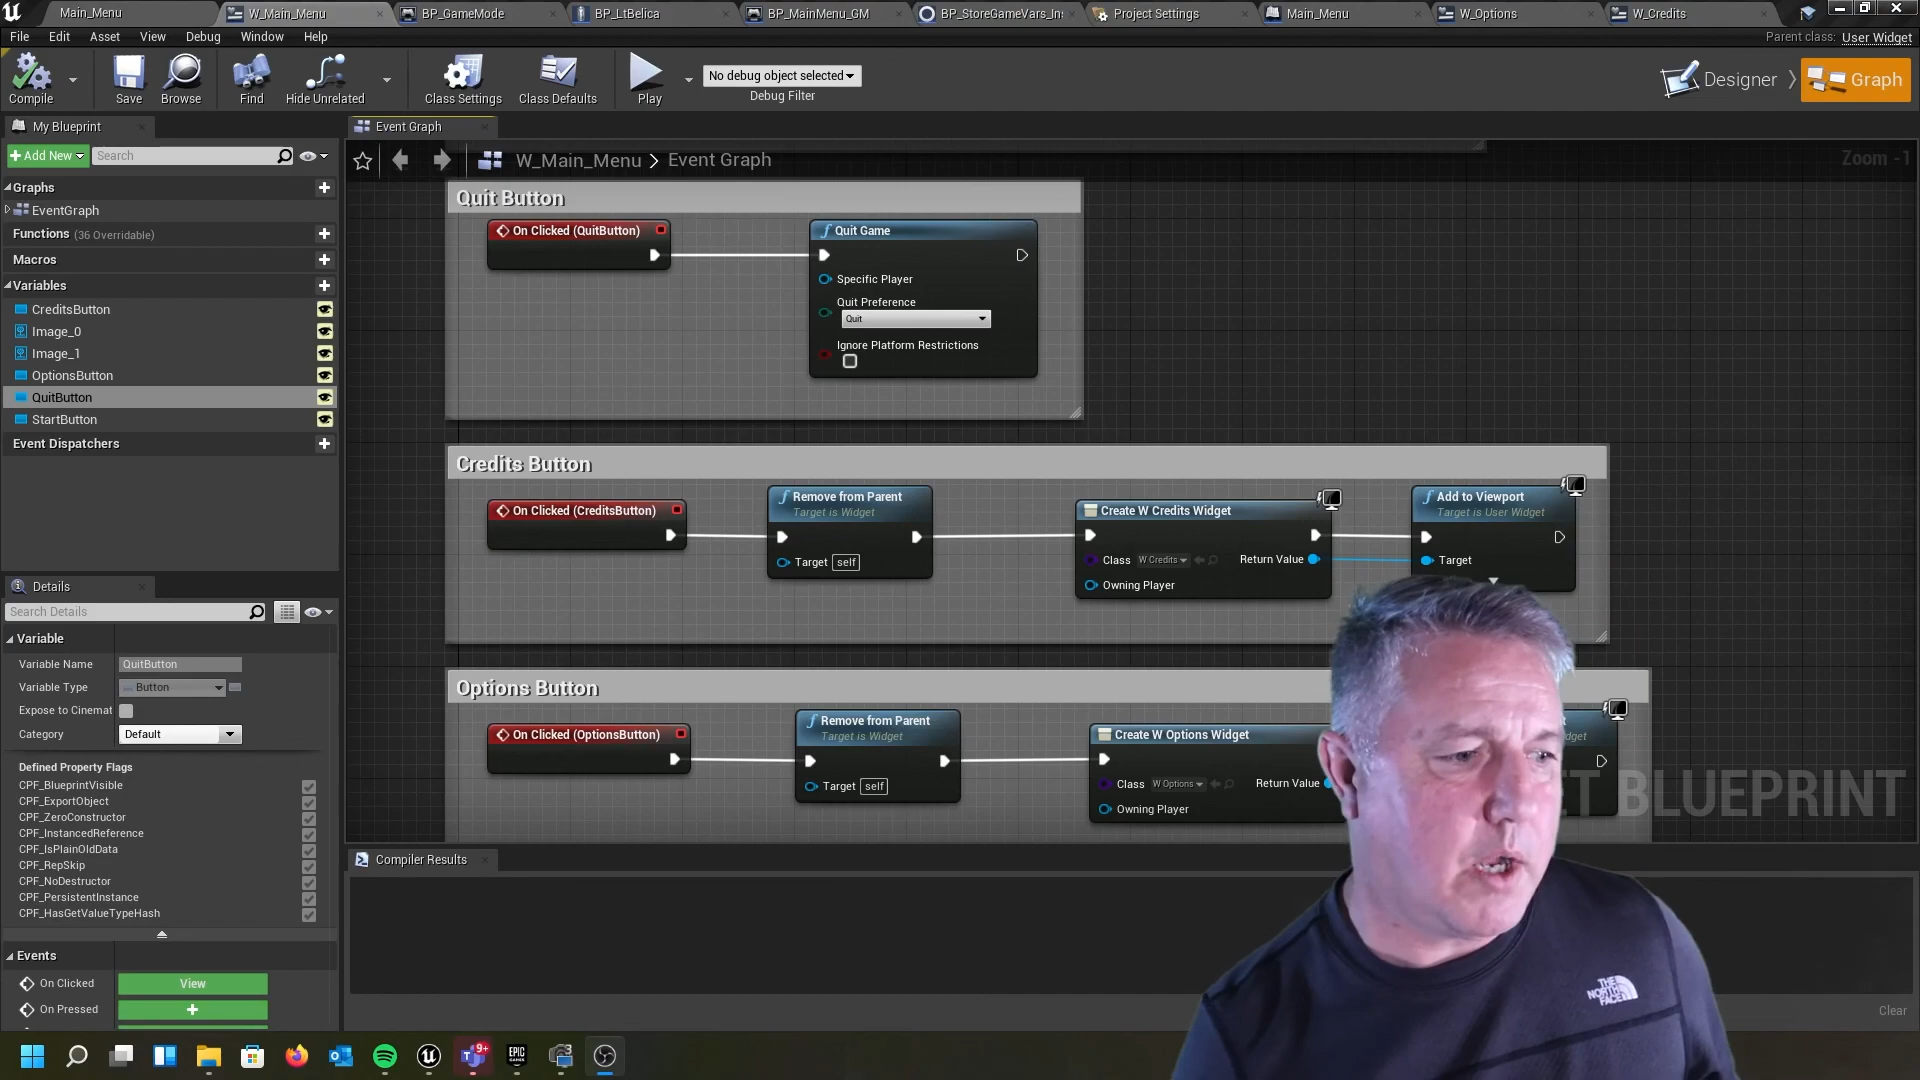 Main_Menu
W_Main_Menu
BP_GameMode
BP_LtBelica
BP_MainMenu_GM
BP_StoreGameVars_Ins
Project Settings
Main_Menu
W_Options
W_Credits
File Edit Asset View Debug Window Help
Parent class: User Widget
Compile
Save
Browse
Find
Hide Unrelated
Class Settings
Class Defaults
Play
No debug object selected
Debug Filter
Designer
Graph
My Blueprint
Event Graph
Add New
Search
W_Main_Menu > Event Graph
Zoom -1
Graphs
EventGraph
Functions (36 Overridable)
Macros
Variables
CreditsButton
Image_0
Image_1
OptionsButton
QuitButton
StartButton
Event Dispatchers
Quit Button
On Clicked (QuitButton)
Quit Game
Specific Player
Quit Preference
Quit
Ignore Platform Restrictions
Credits Button
On Clicked (CreditsButton)
Remove from Parent
Target is Widget
Target self
Create W Credits Widget
Class W Credits
Return Value
Owning Player
Add to Viewport
Target is User Widget
Target
Options Button
On Clicked (OptionsButton)
Remove from Parent
Target is Widget
Target self
Create W Options Widget
Class W Options
Return Value
Owning Player
t
dget
ET BLUEPRINT
Details
Search Details
Variable
Variable Name QuitButton
Variable Type Button
Expose to Cinemat
Category Default
Defined Property Flags
CPF_BlueprintVisible
CPF_ExportObject
CPF_ZeroConstructor
CPF_InstancedReference
CPF_IsPlainOldData
CPF_RepSkip
CPF_NoDestructor
CPF_PersistentInstance
CPF_HasGetValueTypeHash
Events
On Clicked View
On Pressed
Compiler Results
Clear
THE
NORTH
FACE
9+
EPIC
GAMES